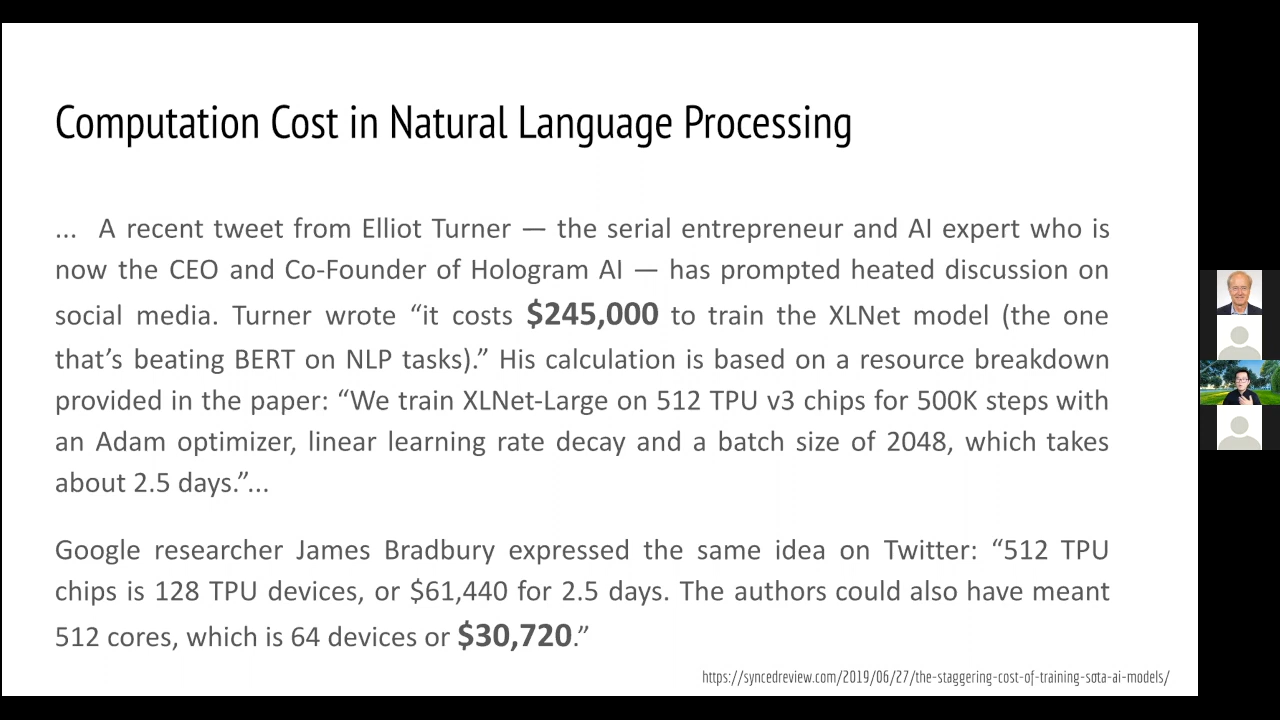 Computation Cost in Natural Language Processing
... A recent tweet from Elliot Turner — the serial entrepreneur and AI expert who is
now the CEO and Co-Founder of Hologram AI — has prompted heated discussion on
social media. Turner wrote “it costs $245,000 to train the XLNet model (the one
that’s beating BERT on NLP tasks).” His calculation is based on a resource breakdown
provided in the paper: “We train XLNet-Large on 512 TPU v3 chips for 500K steps with
an Adam optimizer, linear learning rate decay and a batch size of 2048, which takes
about 2.5 days.”...
Google researcher James Bradbury expressed the same idea on Twitter: “512 TPU
chips is 128 TPU devices, or $61,440 for 2.5 days. The authors could also have meant
512 cores, which is 64 devices or $30,720.”
https://syncedreview.com/2019/06/27/the-staggering-cost-of-training-sota-ai-models/